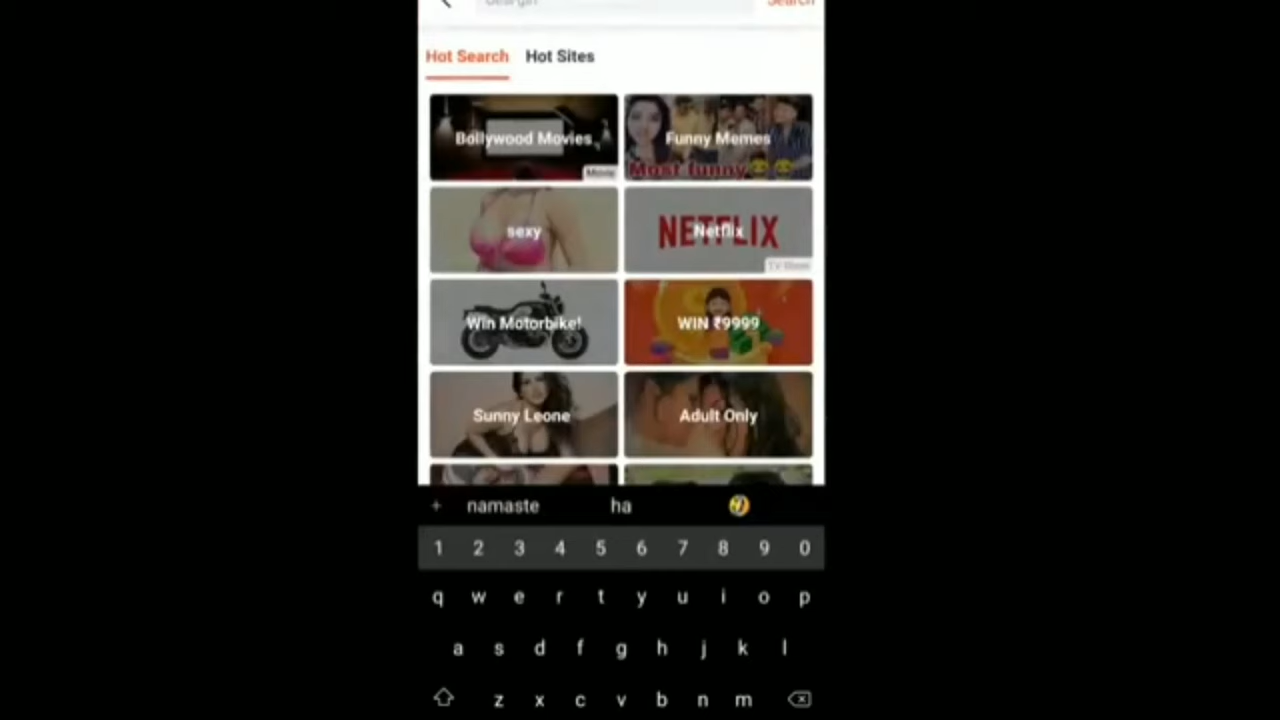 Search
Hot Search Hot Sites
Bollywood Movies
Movie
Funny Memes
Most funny
sexy
NETFLIX
Netflix
Win Motorbike!
WIN ₹9999
Sunny Leone
Adult Only
+ namaste ha
1 2 3 4 5 6 7 8 9 0
q w e r t y u i o p
a s d f g h j k l
z x c v b n m